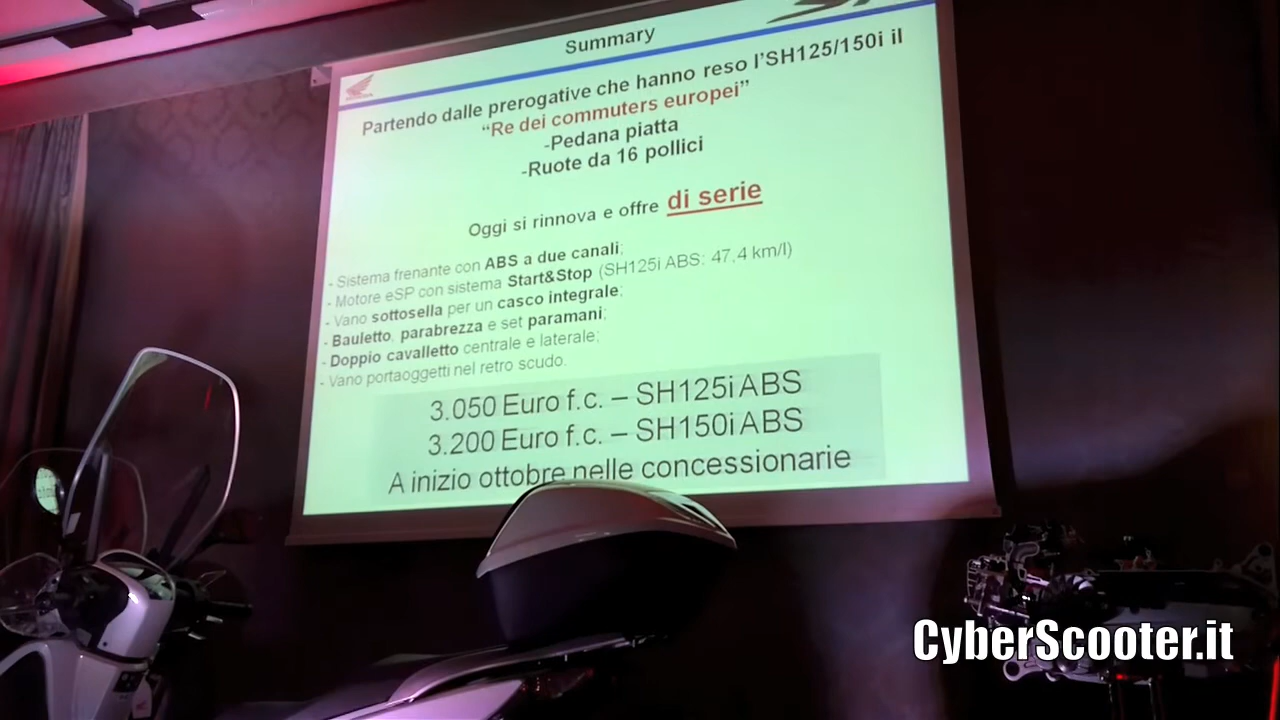 Summary
HONDA
Partendo dalle prerogative che hanno reso l'SH125/150i il
“Re dei commuters europei”
-Pedana piatta
-Ruote da 16 pollici
Oggi si rinnova e offre di serie
- Sistema frenante con ABS a due canali;
- Motore eSP con sistema Start&Stop (SH125i ABS: 47,4 km/l)
- Vano sottosella per un casco integrale;
- Bauletto, parabrezza e set paramani;
- Doppio cavalletto centrale e laterale;
- Vano portaoggetti nel retro scudo.
3.050 Euro f.c. – SH125i ABS
3.200 Euro f.c. – SH150i ABS
A inizio ottobre nelle concessionarie
CyberScooter.it